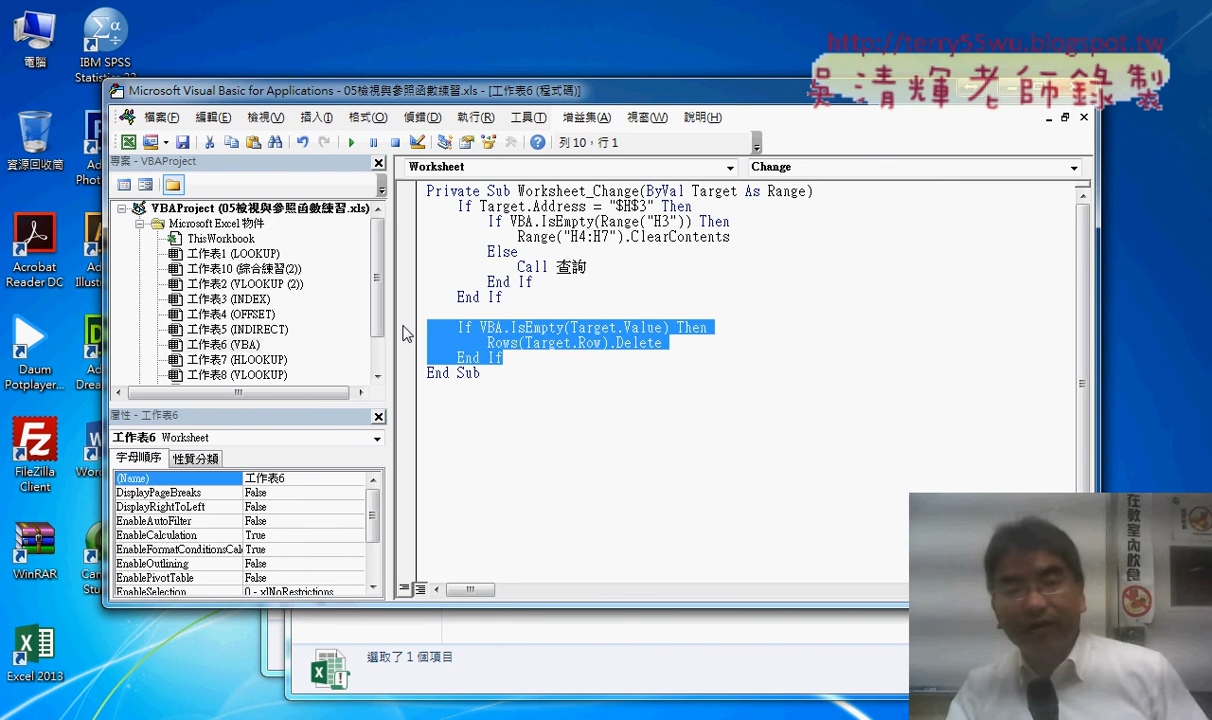 http://terry55wu.blogspot.tw
吳清輝老師錄製
電腦
IBM SPSS
資源回收筒
Acrobat
Reader DC
Daum
Potplayer...
FileZilla
Client
WinRAR
Excel 2013
Microsoft Visual Basic for Applications - 05檢視與參照函數練習.xls - [工作表6 (程式碼)]
檔案(F) 編輯(E) 檢視(V) 插入(I) 格式(O) 偵錯(D) 執行(R) 工具(T) 增益集(A) 視窗(W) 說明(H)
列 10，行 1
專案 - VBAProject
VBAProject (05檢視與參照函數練習.xls)
Microsoft Excel 物件
ThisWorkbook
工作表1 (LOOKUP)
工作表10 (綜合練習(2))
工作表2 (VLOOKUP (2))
工作表3 (INDEX)
工作表4 (OFFSET)
工作表5 (INDIRECT)
工作表6 (VBA)
工作表7 (HLOOKUP)
工作表8 (VLOOKUP)
屬性 - 工作表6
工作表6 Worksheet
字母順序 性質分類
(Name) 工作表6
DisplayPageBreaks False
DisplayRightToLeft False
EnableAutoFilter False
EnableCalculation True
EnableFormatConditionsCal True
EnableOutlining False
EnablePivotTable False
EnableSelection 0 - xlNoRestrictions
Worksheet Change
Private Sub Worksheet_Change(ByVal Target As Range)
If Target.Address = "$H$3" Then
If VBA.IsEmpty(Range("H3")) Then
Range("H4:H7").ClearContents
Else
Call 查詢
End If
End If
If VBA.IsEmpty(Target.Value) Then
Rows(Target.Row).Delete
End If
End Sub
選取了 1 個項目
在教室內飲食